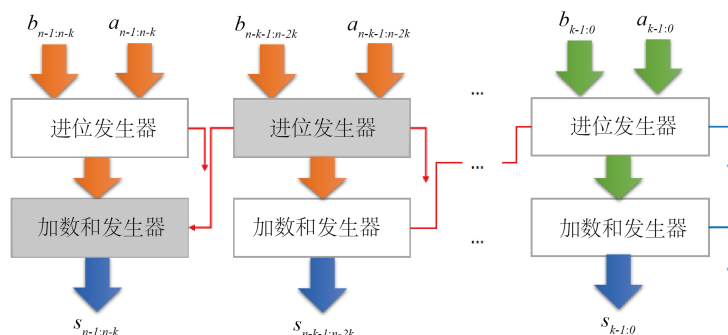 b_{n-1:n-k} a_{n-1:n-k} b_{n-k-1:n-2k} a_{n-k-1:n-2k} b_{k-1:0} a_{k-1:0}
...
进位发生器 进位发生器 进位发生器
...
加数和发生器 加数和发生器 加数和发生器
...
s_{n-1:n-k} s_{n-k-1:n-2k} s_{k-1:0}